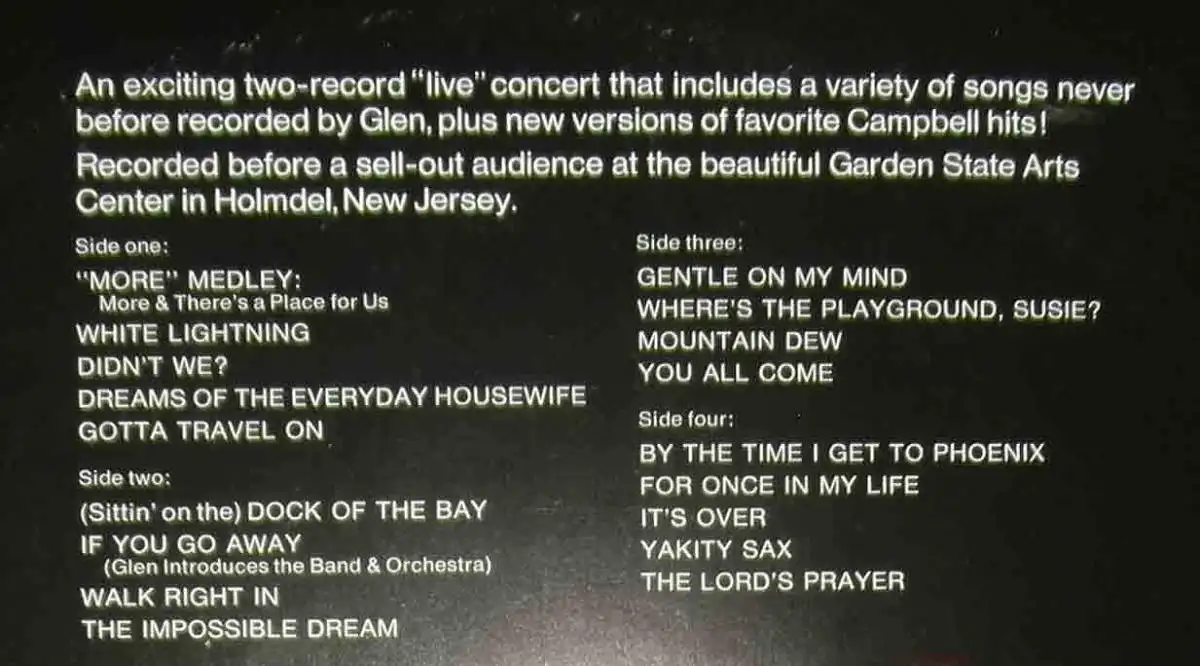 An exciting two-record "live" concert that includes a variety of songs never
before recorded by Glen, plus new versions of favorite Campbell hits!
Recorded before a sell-out audience at the beautiful Garden State Arts
Center in Holmdel, New Jersey.
Side one:
"MORE" MEDLEY:
More & There's a Place for Us
WHITE LIGHTNING
DIDN'T WE?
DREAMS OF THE EVERYDAY HOUSEWIFE
GOTTA TRAVEL ON
Side two:
(Sittin' on the) DOCK OF THE BAY
IF YOU GO AWAY
(Glen Introduces the Band & Orchestra)
WALK RIGHT IN
THE IMPOSSIBLE DREAM
Side three:
GENTLE ON MY MIND
WHERE'S THE PLAYGROUND, SUSIE?
MOUNTAIN DEW
YOU ALL COME
Side four:
BY THE TIME I GET TO PHOENIX
FOR ONCE IN MY LIFE
IT'S OVER
YAKITY SAX
THE LORD'S PRAYER